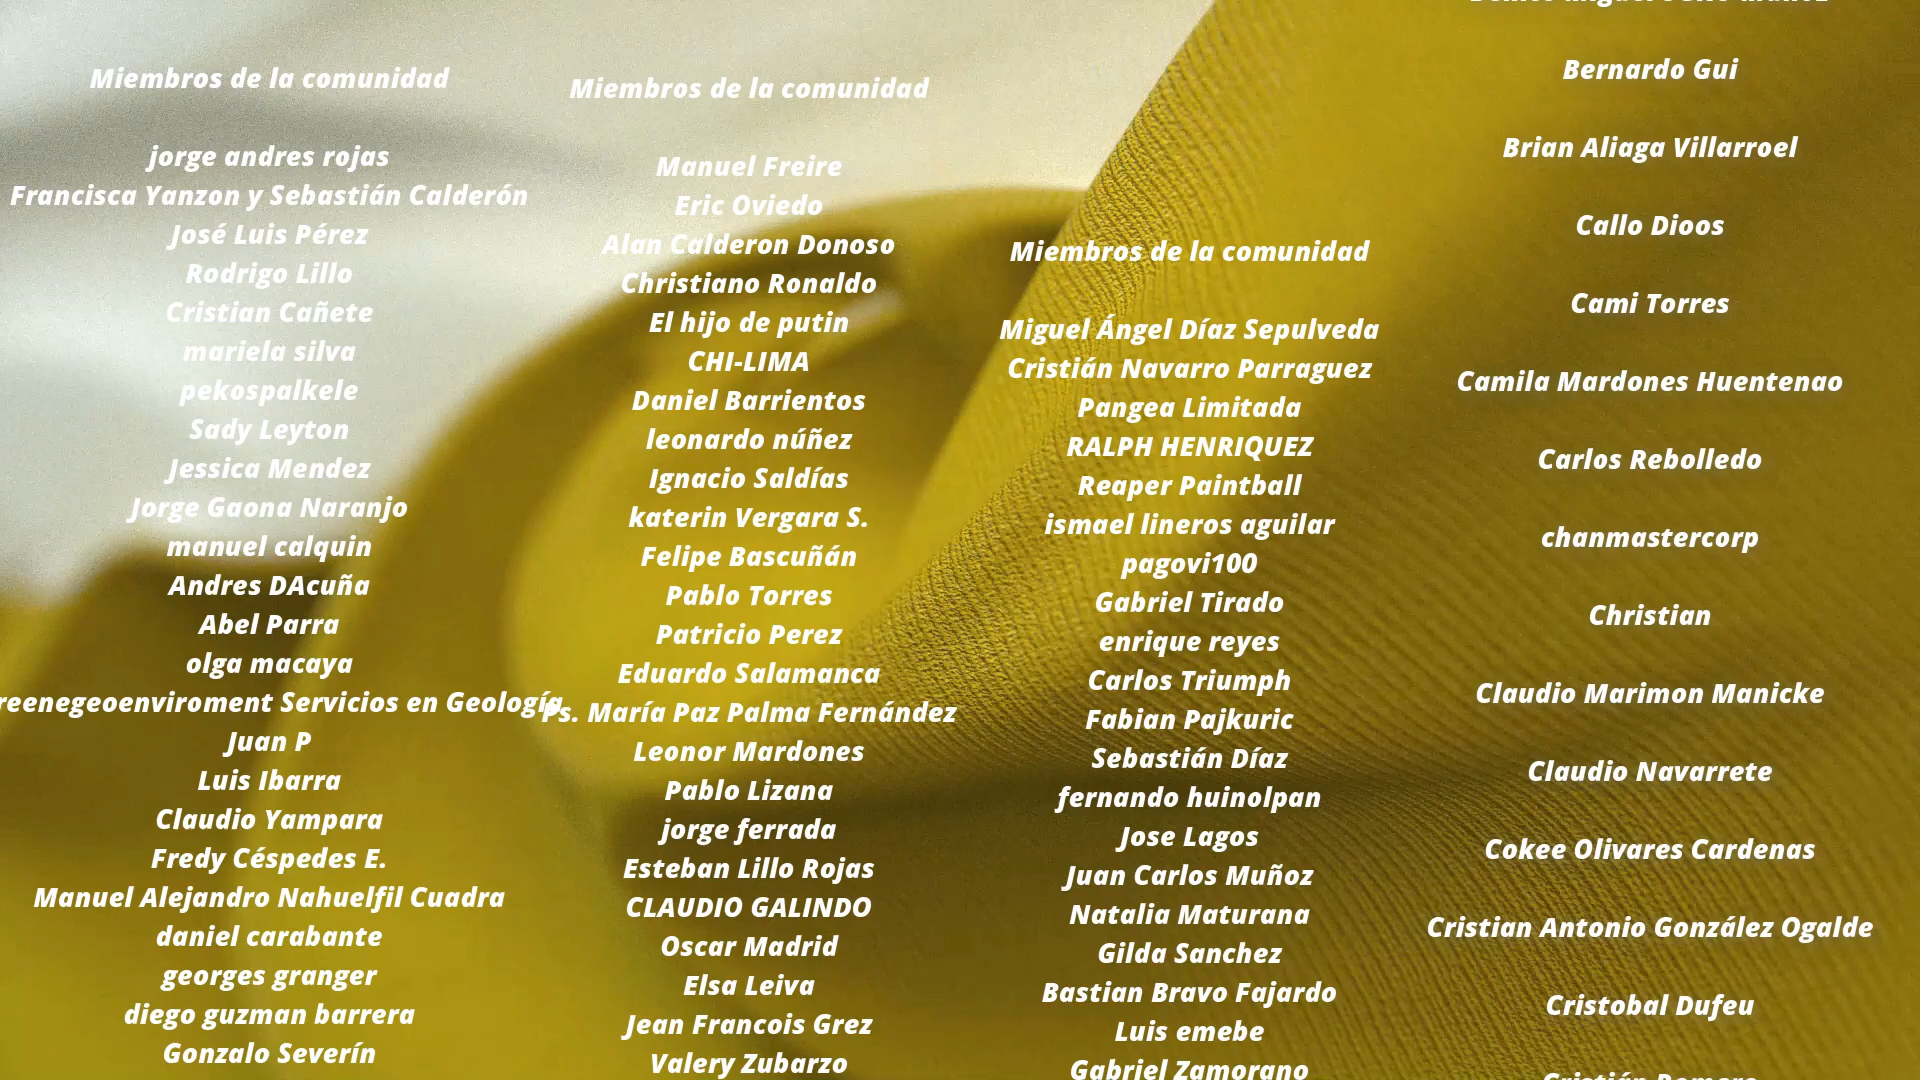 Miembros de la comunidad
jorge andres rojas
Francisca Yanzon y Sebastián Calderón
José Luis Pérez
Rodrigo Lillo
Cristian Cañete
mariela silva
pekospalkele
Sady Leyton
Jessica Mendez
Jorge Gaona Naranjo
manuel calquin
Andres DAcuña
Abel Parra
olga macaya
reenegeoenviroment Servicios en Geología
Juan P
Luis Ibarra
Claudio Yampara
Fredy Céspedes E.
Manuel Alejandro Nahuelfil Cuadra
daniel carabante
georges granger
diego guzman barrera
Gonzalo Severín
Miembros de la comunidad
Manuel Freire
Eric Oviedo
Alan Calderon Donoso
Christiano Ronaldo
El hijo de putin
CHI-LIMA
Daniel Barrientos
leonardo núñez
Ignacio Saldías
katerin Vergara S.
Felipe Bascuñán
Pablo Torres
Patricio Perez
Eduardo Salamanca
Ps. María Paz Palma Fernández
Leonor Mardones
Pablo Lizana
jorge ferrada
Esteban Lillo Rojas
CLAUDIO GALINDO
Oscar Madrid
Elsa Leiva
Jean Francois Grez
Valery Zubarzo
Miembros de la comunidad
Miguel Ángel Díaz Sepulveda
Cristián Navarro Parraguez
Pangea Limitada
RALPH HENRIQUEZ
Reaper Paintball
ismael lineros aguilar
pagovi100
Gabriel Tirado
enrique reyes
Carlos Triumph
Fabian Pajkuric
Sebastián Díaz
fernando huinolpan
Jose Lagos
Juan Carlos Muñoz
Natalia Maturana
Gilda Sanchez
Bastian Bravo Fajardo
Luis emebe
Gabriel Zamorano
Bernardo Gui
Brian Aliaga Villarroel
Callo Dioos
Cami Torres
Camila Mardones Huentenao
Carlos Rebolledo
chanmastercorp
Christian
Claudio Marimon Manicke
Claudio Navarrete
Cokee Olivares Cardenas
Cristian Antonio González Ogalde
Cristobal Dufeu